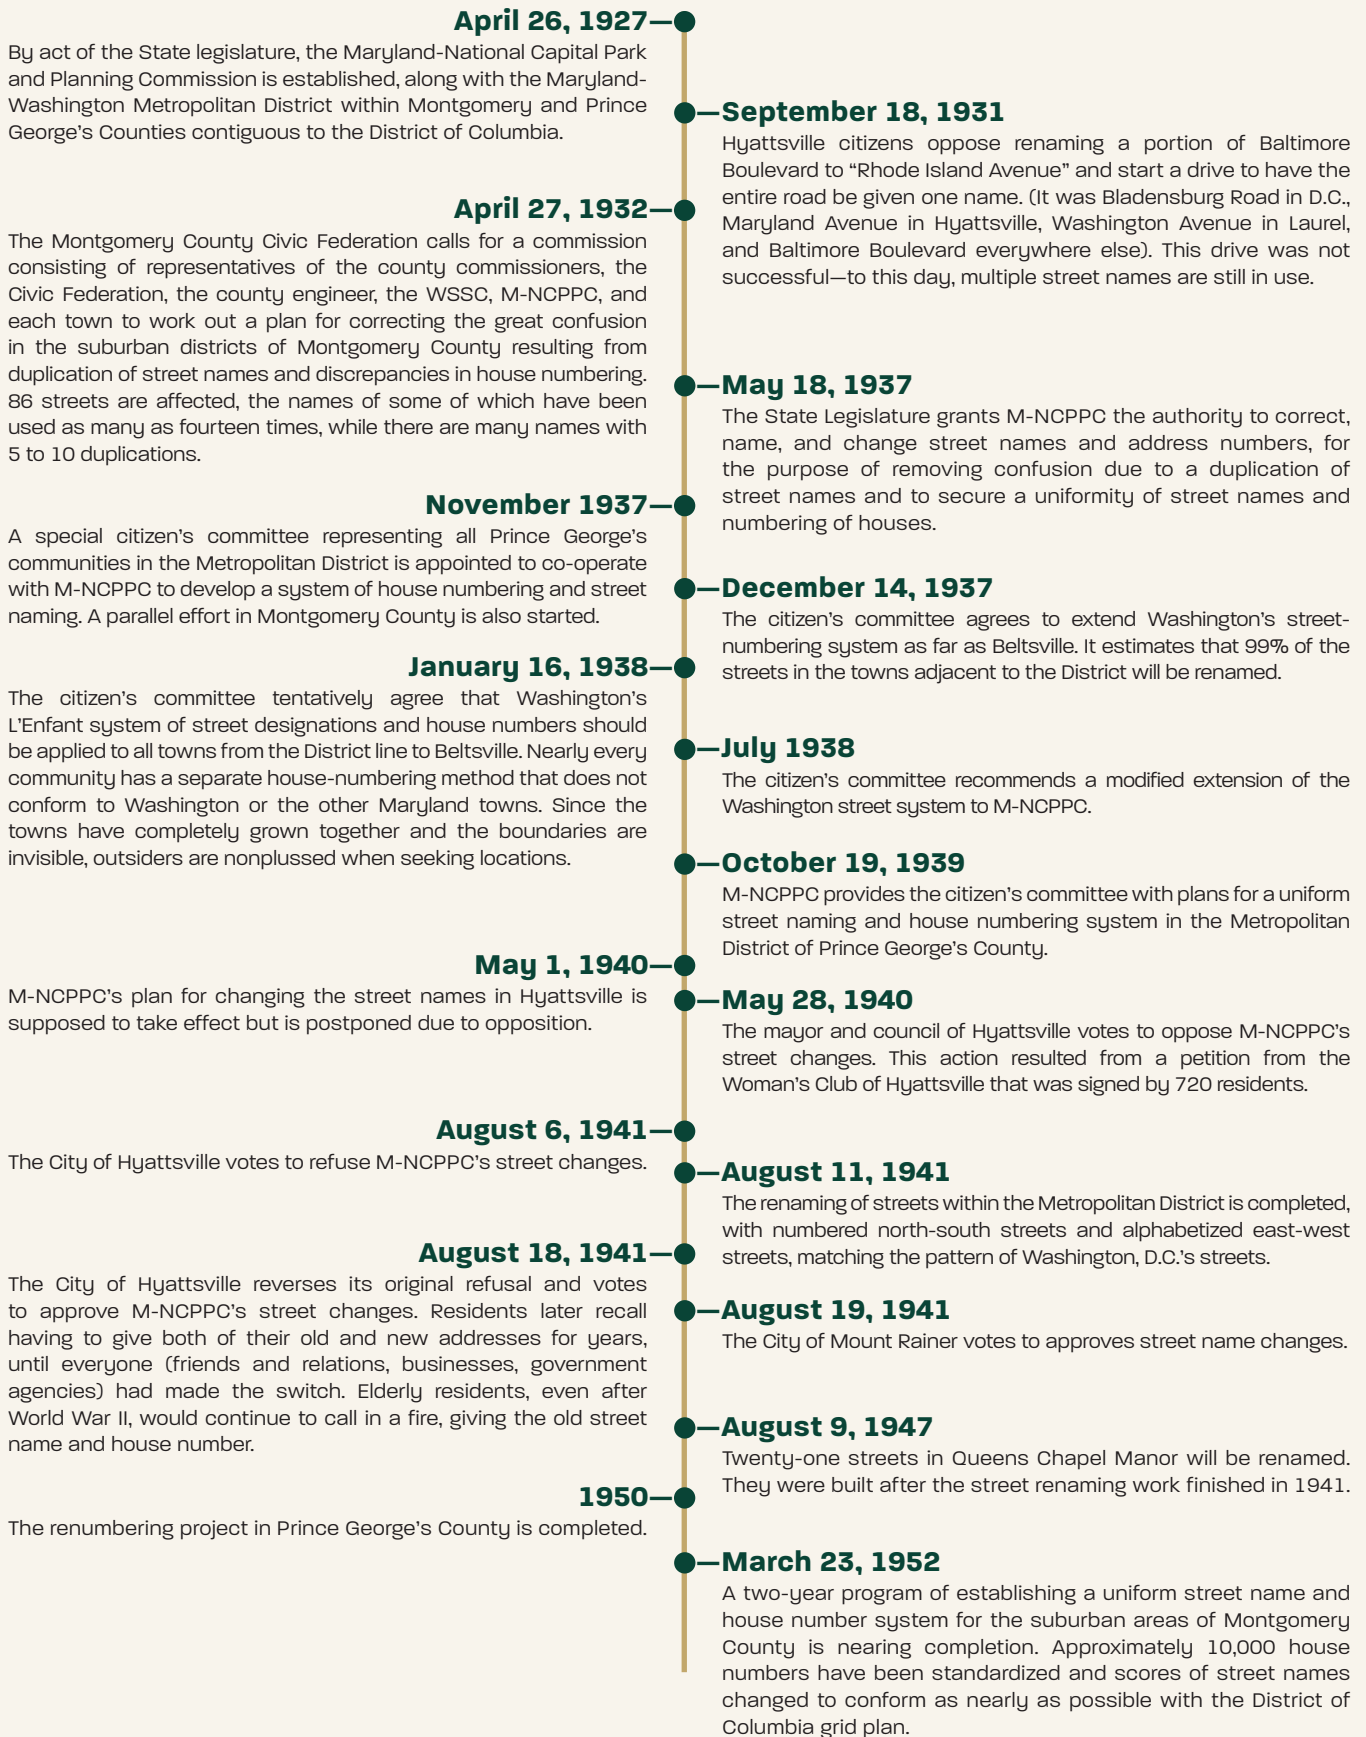 April 26, 1927
By act of the State legislature, the Maryland-National Capital Park
and Planning Commission is established, along with the Maryland-
Washington Metropolitan District within Montgomery and Prince
George's Counties contiguous to the District of Columbia.
September 18, 1931
Hyattsville citizens oppose renaming a portion of Baltimore
Boulevard to “Rhode Island Avenue” and start a drive to have the
entire road be given one name. (It was Bladensburg Road in D.C.,
Maryland Avenue in Hyattsville, Washington Avenue in Laurel,
and Baltimore Boulevard everywhere else). This drive was not
successful—to this day, multiple street names are still in use.
April 27, 1932
The Montgomery County Civic Federation calls for a commission
consisting of representatives of the county commissioners, the
Civic Federation, the county engineer, the WSSC, M-NCPPC, and
each town to work out a plan for correcting the great confusion
in the suburban districts of Montgomery County resulting from
duplication of street names and discrepancies in house numbering.
86 streets are affected, the names of some of which have been
used as many as fourteen times, while there are many names with
5 to 10 duplications.
May 18, 1937
The State Legislature grants M-NCPPC the authority to correct,
name, and change street names and address numbers, for
the purpose of removing confusion due to a duplication of
street names and to secure a uniformity of street names and
numbering of houses.
November 1937
A special citizen's committee representing all Prince George's
communities in the Metropolitan District is appointed to co-operate
with M-NCPPC to develop a system of house numbering and street
naming. A parallel effort in Montgomery County is also started.
December 14, 1937
The citizen's committee agrees to extend Washington's street-
numbering system as far as Beltsville. It estimates that 99% of the
streets in the towns adjacent to the District will be renamed.
January 16, 1938
The citizen's committee tentatively agree that Washington's
L'Enfant system of street designations and house numbers should
be applied to all towns from the District line to Beltsville. Nearly every
community has a separate house-numbering method that does not
conform to Washington or the other Maryland towns. Since the
towns have completely grown together and the boundaries are
invisible, outsiders are nonplussed when seeking locations.
July 1938
The citizen's committee recommends a modified extension of the
Washington street system to M-NCPPC.
October 19, 1939
M-NCPPC provides the citizen's committee with plans for a uniform
street naming and house numbering system in the Metropolitan
District of Prince George's County.
May 1, 1940
M-NCPPC's plan for changing the street names in Hyattsville is
supposed to take effect but is postponed due to opposition.
May 28, 1940
The mayor and council of Hyattsville votes to oppose M-NCPPC's
street changes. This action resulted from a petition from the
Woman's Club of Hyattsville that was signed by 720 residents.
August 6, 1941
The City of Hyattsville votes to refuse M-NCPPC's street changes.
August 11, 1941
The renaming of streets within the Metropolitan District is completed,
with numbered north-south streets and alphabetized east-west
streets, matching the pattern of Washington, D.C.'s streets.
August 18, 1941
The City of Hyattsville reverses its original refusal and votes
to approve M-NCPPC's street changes. Residents later recall
having to give both of their old and new addresses for years,
until everyone (friends and relations, businesses, government
agencies) had made the switch. Elderly residents, even after
World War II, would continue to call in a fire, giving the old street
name and house number.
August 19, 1941
The City of Mount Rainer votes to approves street name changes.
August 9, 1947
Twenty-one streets in Queens Chapel Manor will be renamed.
They were built after the street renaming work finished in 1941.
1950
The renumbering project in Prince George's County is completed.
March 23, 1952
A two-year program of establishing a uniform street name and
house number system for the suburban areas of Montgomery
County is nearing completion. Approximately 10,000 house
numbers have been standardized and scores of street names
changed to conform as nearly as possible with the District of
Columbia grid plan.